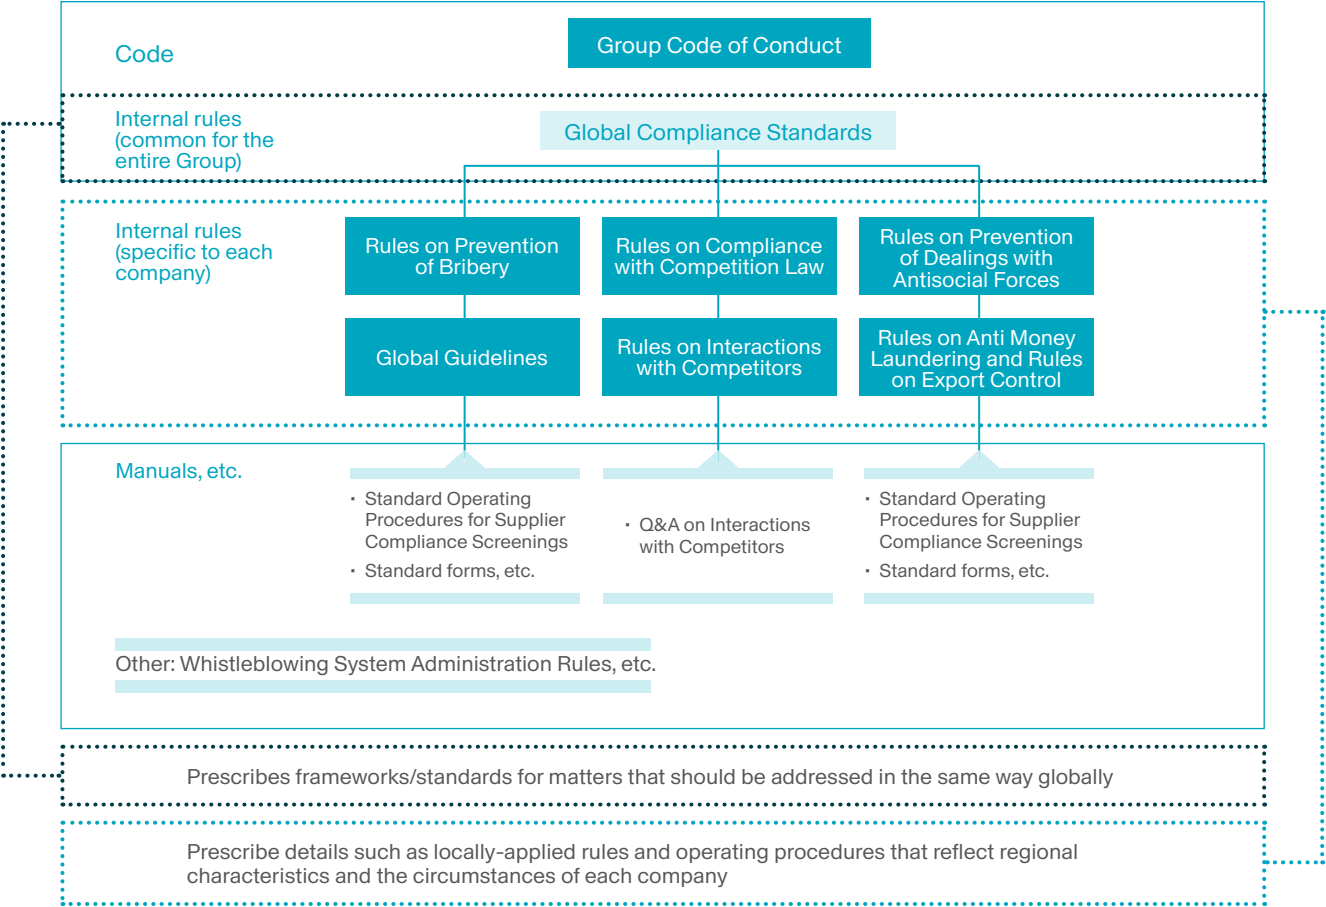 Code
Group Code of Conduct
Internal rules
(common for the
entire Group)
Global Compliance Standards
Internal rules
(specific to each
company)
Rules on Prevention
of Bribery
Rules on Compliance
with Competition Law
Rules on Prevention
of Dealings with
Antisocial Forces
Global Guidelines
Rules on Interactions
with Competitors
Rules on Anti Money
Laundering and Rules
on Export Control
Manuals, etc.
· Standard Operating
Procedures for Supplier
Compliance Screenings
· Standard forms, etc.
· Q&A on Interactions
with Competitors
· Standard Operating
Procedures for Supplier
Compliance Screenings
· Standard forms, etc.
Other: Whistleblowing System Administration Rules, etc.
Prescribes frameworks/standards for matters that should be addressed in the same way globally
Prescribe details such as locally-applied rules and operating procedures that reflect regional
characteristics and the circumstances of each company